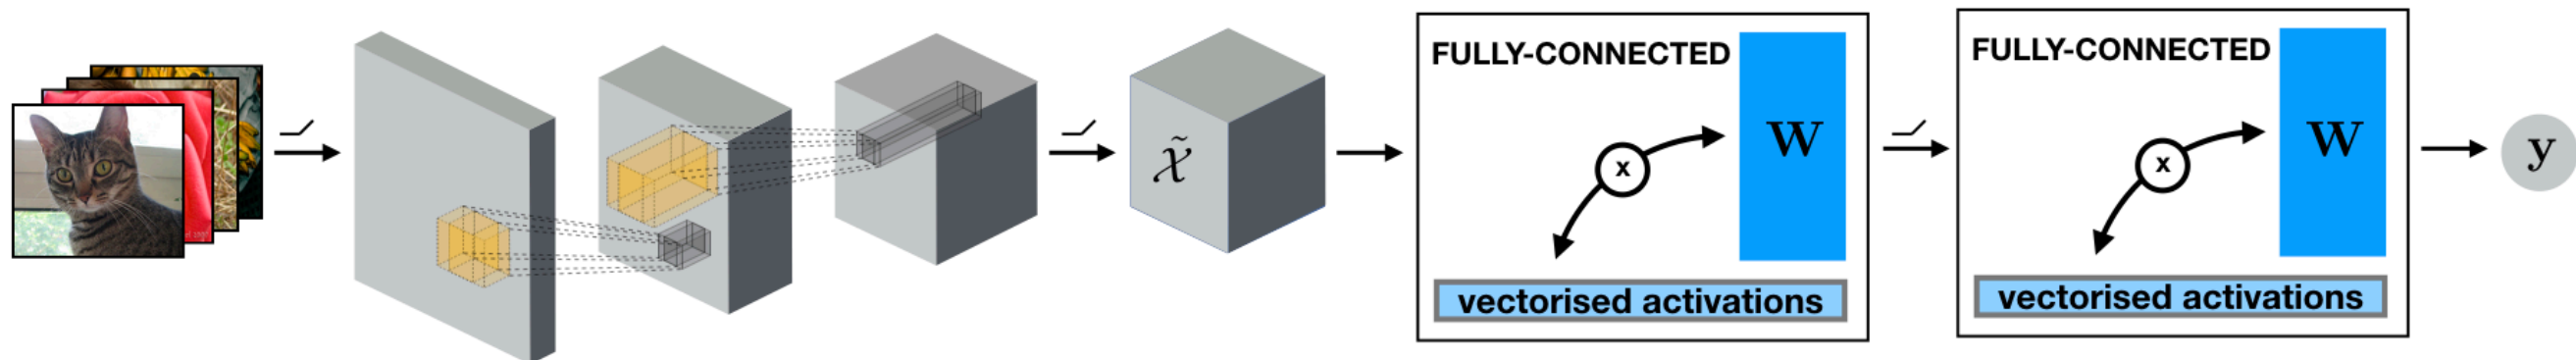 𝒳̃
FULLY-CONNECTED
W
x
vectorised activations
FULLY-CONNECTED
W
x
vectorised activations
y